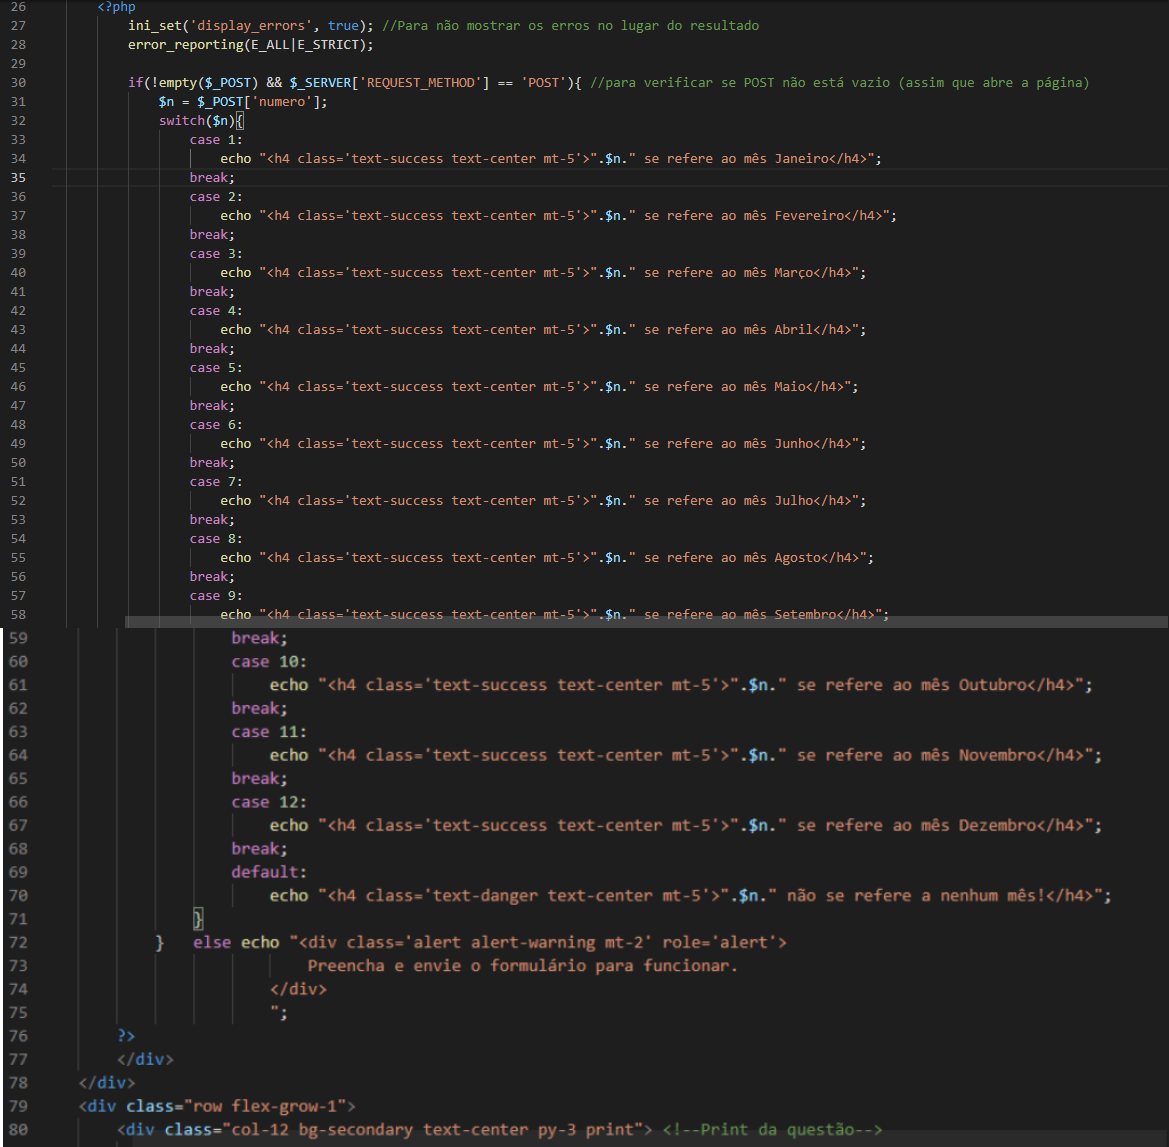 26 <?php
27 ini_set('display_errors', true); //Para não mostrar os erros no lugar do resultado
28 error_reporting(E_ALL|E_STRICT);
29
30 if(!empty($_POST) && $_SERVER['REQUEST_METHOD'] == 'POST'){ //para verificar se POST não está vazio (assim que abre a página)
31 $n = $_POST['numero'];
32 switch($n){
33 case 1:
34 echo "<h4 class='text-success text-center mt-5'>".$n." se refere ao mês Janeiro</h4>";
35 break;
36 case 2:
37 echo "<h4 class='text-success text-center mt-5'>".$n." se refere ao mês Fevereiro</h4>";
38 break;
39 case 3:
40 echo "<h4 class='text-success text-center mt-5'>".$n." se refere ao mês Março</h4>";
41 break;
42 case 4:
43 echo "<h4 class='text-success text-center mt-5'>".$n." se refere ao mês Abril</h4>";
44 break;
45 case 5:
46 echo "<h4 class='text-success text-center mt-5'>".$n." se refere ao mês Maio</h4>";
47 break;
48 case 6:
49 echo "<h4 class='text-success text-center mt-5'>".$n." se refere ao mês Junho</h4>";
50 break;
51 case 7:
52 echo "<h4 class='text-success text-center mt-5'>".$n." se refere ao mês Julho</h4>";
53 break;
54 case 8:
55 echo "<h4 class='text-success text-center mt-5'>".$n." se refere ao mês Agosto</h4>";
56 break;
57 case 9:
58 echo "<h4 class='text-success text-center mt-5'>".$n." se refere ao mês Setembro</h4>";
59 break;
60 case 10:
61 echo "<h4 class='text-success text-center mt-5'>".$n." se refere ao mês Outubro</h4>";
62 break;
63 case 11:
64 echo "<h4 class='text-success text-center mt-5'>".$n." se refere ao mês Novembro</h4>";
65 break;
66 case 12:
67 echo "<h4 class='text-success text-center mt-5'>".$n." se refere ao mês Dezembro</h4>";
68 break;
69 default:
70 echo "<h4 class='text-danger text-center mt-5'>".$n." não se refere a nenhum mês!</h4>";
71 }
72 } else echo "<div class='alert alert-warning mt-2' role='alert'>
73 Preencha e envie o formulário para funcionar.
74 </div>
75 ";
76 ?>
77 </div>
78 </div>
79 <div class="row flex-grow-1">
80 <div class="col-12 bg-secondary text-center py-3 print"> <!--Print da questão-->